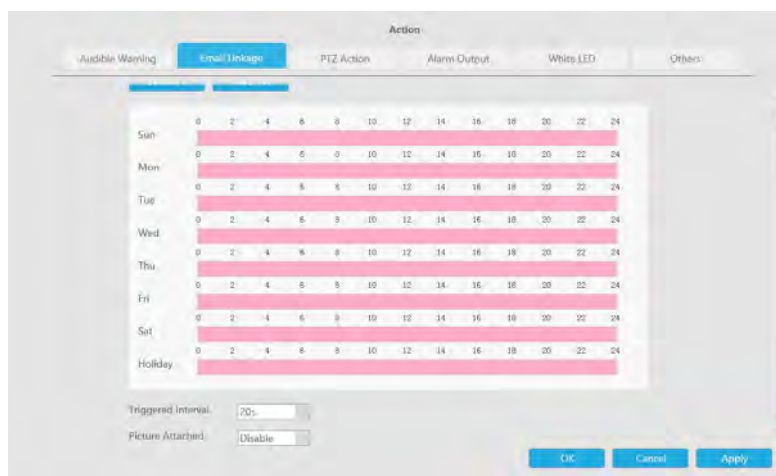 Action
Audible Warning Email Linkage PTZ Action Alarm Output White LED Others
0 2 4 6 8 10 12 14 16 18 20 22 24
Sun
0 2 4 6 8 10 12 14 16 18 20 22 24
Mon
0 2 4 6 8 10 12 14 16 18 20 22 24
Tue
0 2 4 6 8 10 12 14 16 18 20 22 24
Wed
0 2 4 6 8 10 12 14 16 18 20 22 24
Thu
0 2 4 6 8 10 12 14 16 18 20 22 24
Fri
0 2 4 6 8 10 12 14 16 18 20 22 24
Sat
0 2 4 6 8 10 12 14 16 18 20 22 24
Holiday
Triggered Interval 20s
Picture Attached Disable
OK Cancel Apply